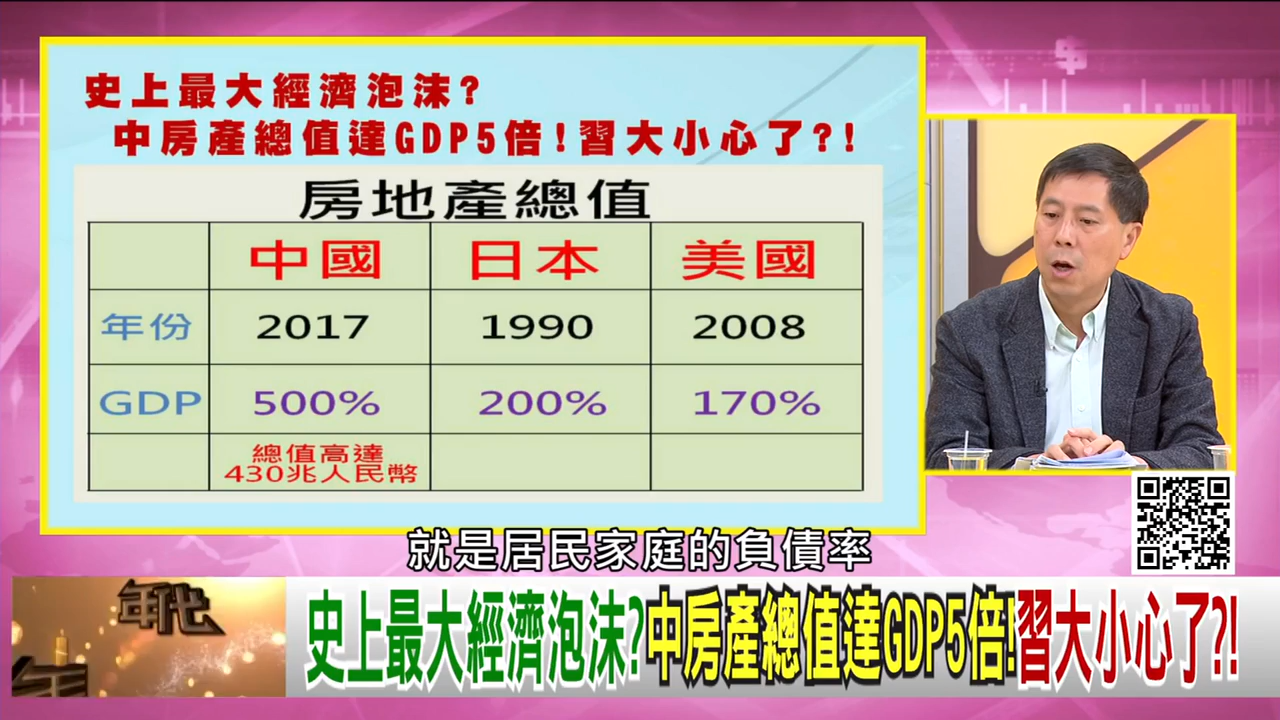 史上最大經濟泡沫?
中房產總值達GDP5倍!習大小心了?!
房地產總值
中國 日本 美國
年份 2017 1990 2008
GDP 500% 200% 170%
總值高達
430兆人民幣
就是居民家庭的負債率
年代
史上最大經濟泡沫?中房產總值達GDP5倍!習大小心了?!